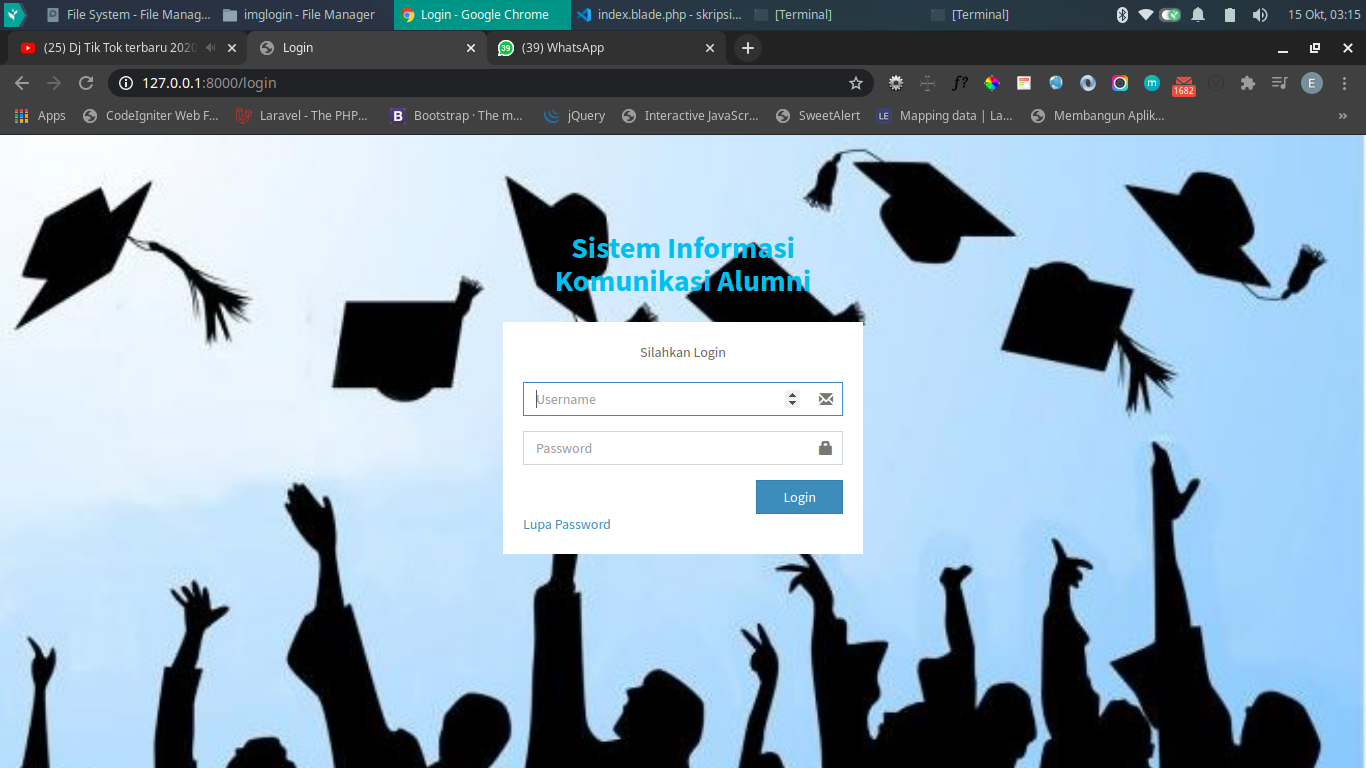 File System - File Manag...
imglogin - File Manager
Login - Google Chrome
index.blade.php - skripsi...
[Terminal]
[Terminal]
15 Okt, 03:15
(25) Dj Tik Tok terbaru 2020
Login
39
(39) WhatsApp
127.0.0.1:8000/login
f?
m
1682
E
Apps
CodeIgniter Web F...
Laravel - The PHP...
B
Bootstrap · The m...
jQuery
Interactive JavaScr...
SweetAlert
LE
Mapping data | La...
Membangun Aplik...
»
Sistem Informasi
Komunikasi Alumni
Silahkan Login
Username
Password
Login
Lupa Password